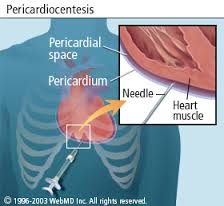 Pericardiocentesis
Pericardial
space
Pericardium
Needle
Heart
muscle
© 1996-2003 WebMD Inc. All rights reserved.